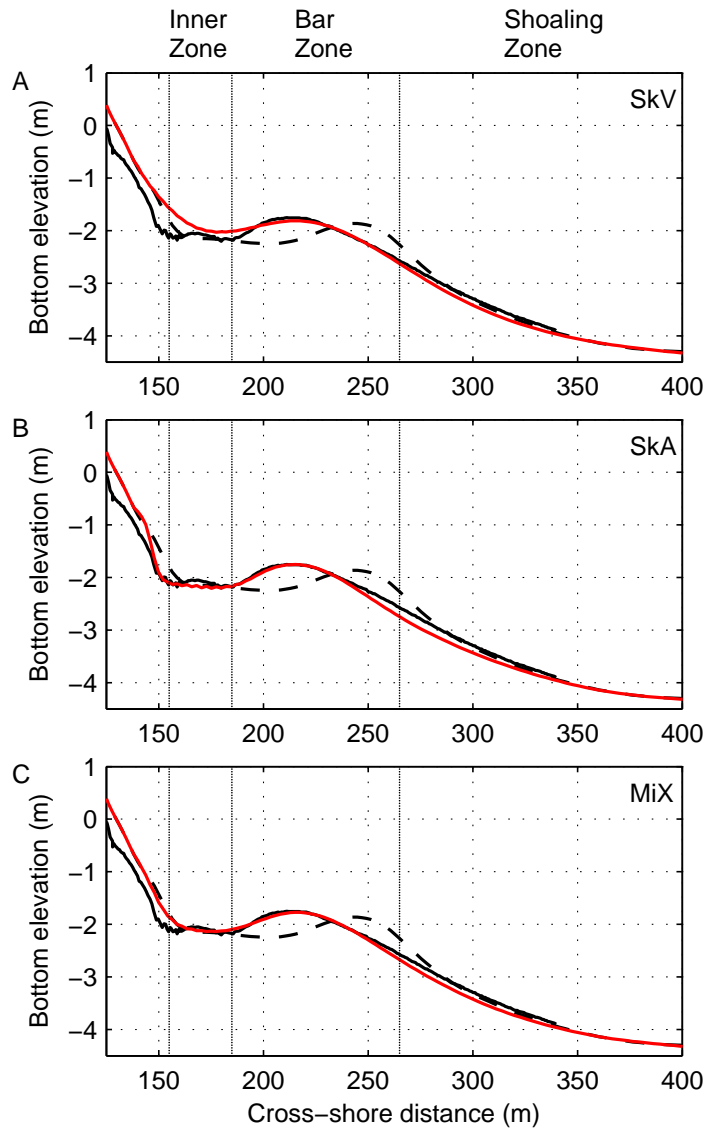 Inner Zone
Bar Zone
Shoaling Zone
A
SkV
Bottom elevation (m)
1
0
−1
−2
−3
−4
150 200 250 300 350 400
B
SkA
Bottom elevation (m)
1
0
−1
−2
−3
−4
150 200 250 300 350 400
C
MiX
Bottom elevation (m)
1
0
−1
−2
−3
−4
150 200 250 300 350 400
Cross−shore distance (m)